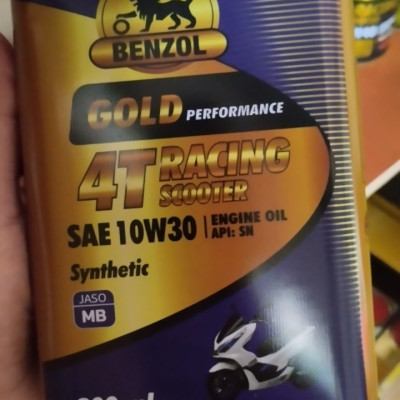 BENZOL
GOLD PERFORMANCE
4T RACING
SCOOTER
SAE 10W30 | ENGINE OIL
API: SN
Synthetic
JASO
MB